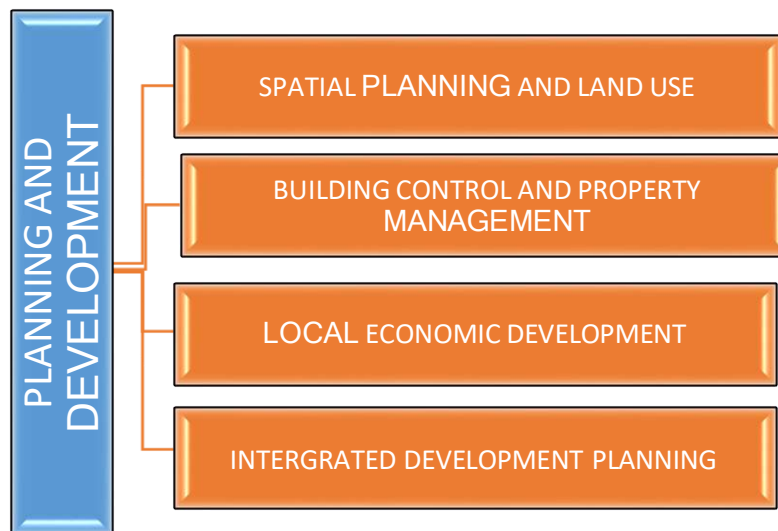 PLANNING AND
DEVELOPMENT
SPATIAL PLANNING AND LAND USE
BUILDING CONTROL AND PROPERTY
MANAGEMENT
LOCAL ECONOMIC DEVELOPMENT
INTERGRATED DEVELOPMENT PLANNING